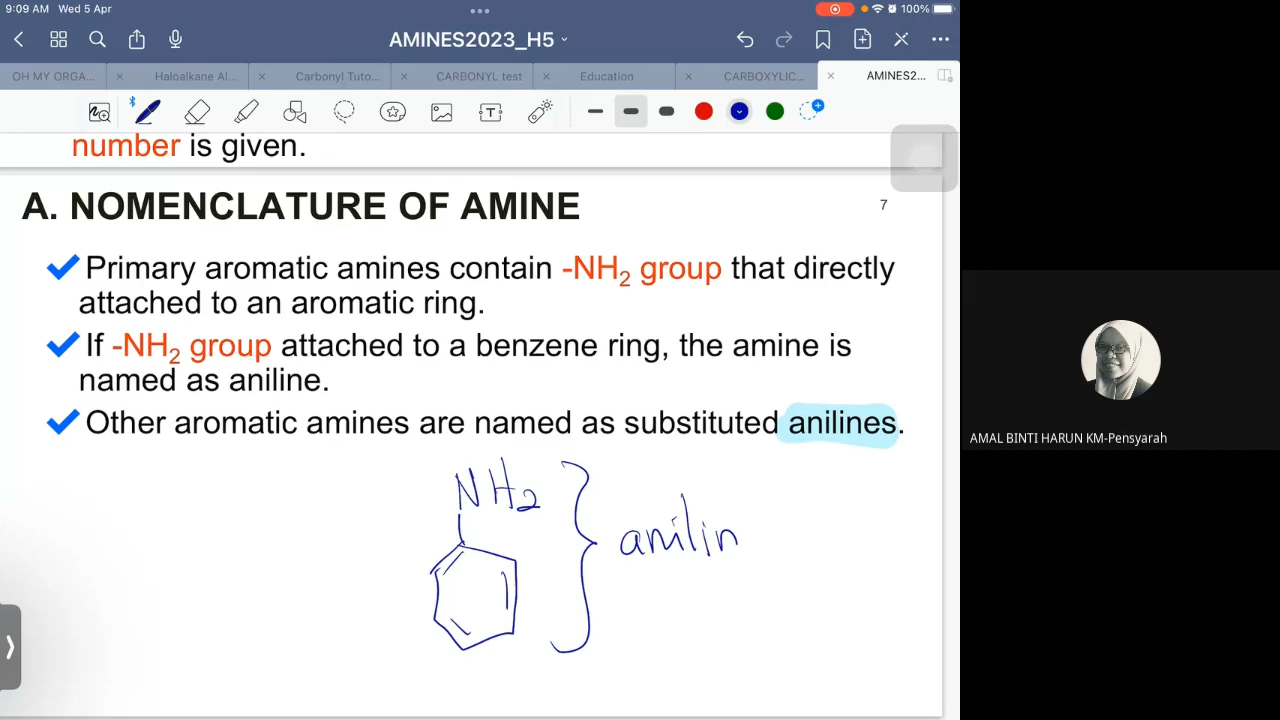 9:09 AM Wed 5 Apr
100%
AMINES2023_H5
OH MY ORGA...
Haloalkane Al...
Carbonyl Tuto...
CARBONYL test
Education
CARBOXYLIC...
AMINES2...
T
number is given.
A. NOMENCLATURE OF AMINE
7
Primary aromatic amines contain -NH2 group that directly
attached to an aromatic ring.
If -NH2 group attached to a benzene ring, the amine is
named as aniline.
Other aromatic amines are named as substituted anilines.
NH2
anilin
AMAL BINTI HARUN KM-Pensyarah